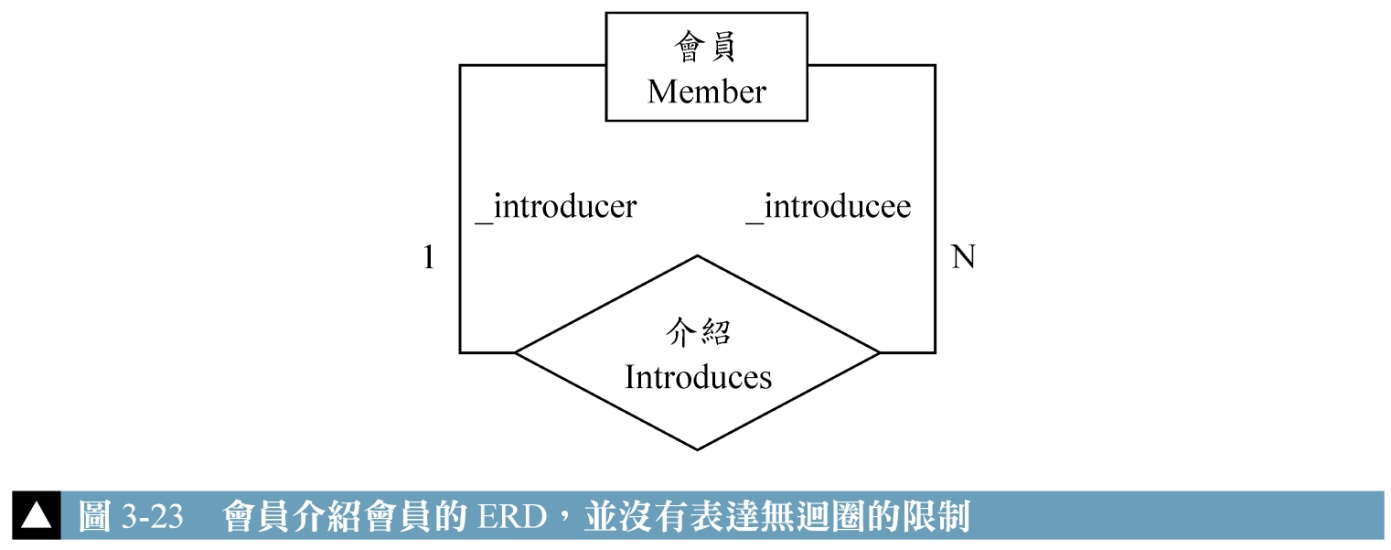 會員
Member
_introducer
_introducee
1
N
介紹
Introduces
▲ 圖 3-23 會員介紹會員的 ERD，並沒有表達無迴圈的限制